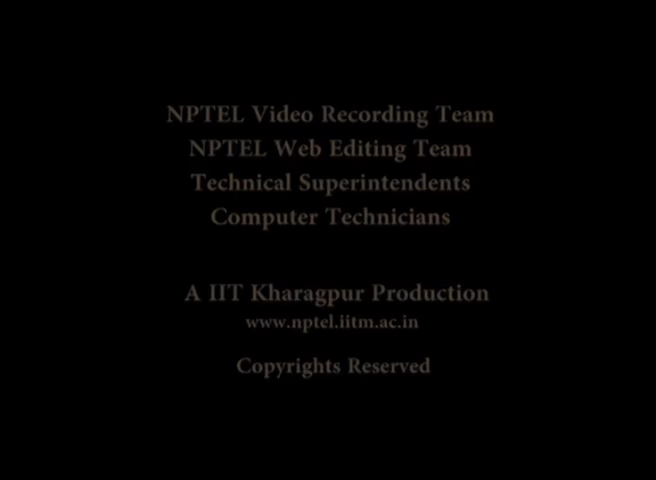 NPTEL Video Recording Team
NPTEL Web Editing Team
Technical Superintendents
Computer Technicians
A IIT Kharagpur Production
www.nptel.iitm.ac.in
Copyrights Reserved